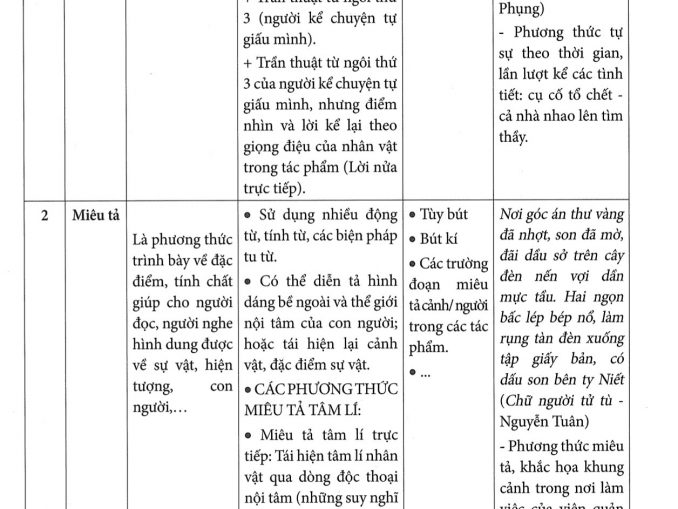 3 (người kể chuyện tự
giấu mình).
+ Trần thuật từ ngôi thứ
3 của người kể chuyện tự
giấu mình, nhưng điểm
nhìn và lời kể lại theo
giọng điệu của nhân vật
trong tác phẩm (Lời nửa
trực tiếp).
Phụng)
- Phương thức tự
sự theo thời gian,
lần lượt kể các tình
tiết: cụ cố tổ chết -
cả nhà nhao lên tìm
thầy.
2
Miêu tả
Là phương thức
trình bày về đặc
điểm, tính chất
giúp cho người
đọc, người nghe
hình dung được
về sự vật, hiện
tượng, con
người,...
• Sử dụng nhiều động
từ, tính từ, các biện pháp
tu từ.
• Có thể diễn tả hình
dáng bề ngoài và thế giới
nội tâm của con người;
hoặc tái hiện lại cảnh
vật, đặc điểm sự vật.
• CÁC PHƯƠNG THỨC
MIÊU TẢ TÂM LÍ:
• Miêu tả tâm lí trực
tiếp: Tái hiện tâm lí nhân
vật qua dòng độc thoại
nội tâm (những suy nghĩ
• Tùy bút
• Bút kí
• Các trường
đoạn miêu
tả cảnh/ người
trong các tác
phẩm.
• ...
Nơi góc án thư vàng
đã nhợt, son đã mờ,
đãi dầu sở trên cây
đèn nến vợi dần
mực tẩu. Hai ngọn
bấc lép bép nổ, làm
rụng tàn đèn xuống
tập giấy bản, có
dấu son bên ty Niết
(Chữ người tử tù -
Nguyễn Tuân)
- Phương thức miêu
tả, khắc họa khung
cảnh trong nơi làm
việc của viên quản